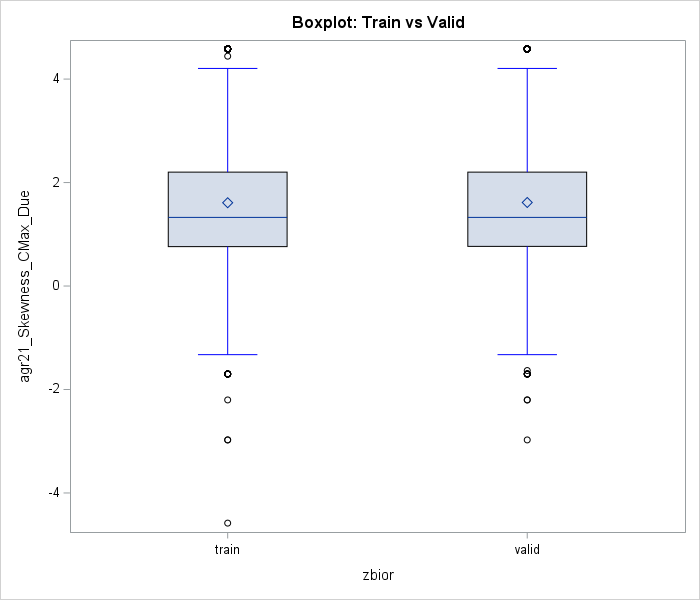 Boxplot: Train vs Valid
agr21_Skewness_CMax_Due
4
2
0
-2
-4
train
valid
zbior